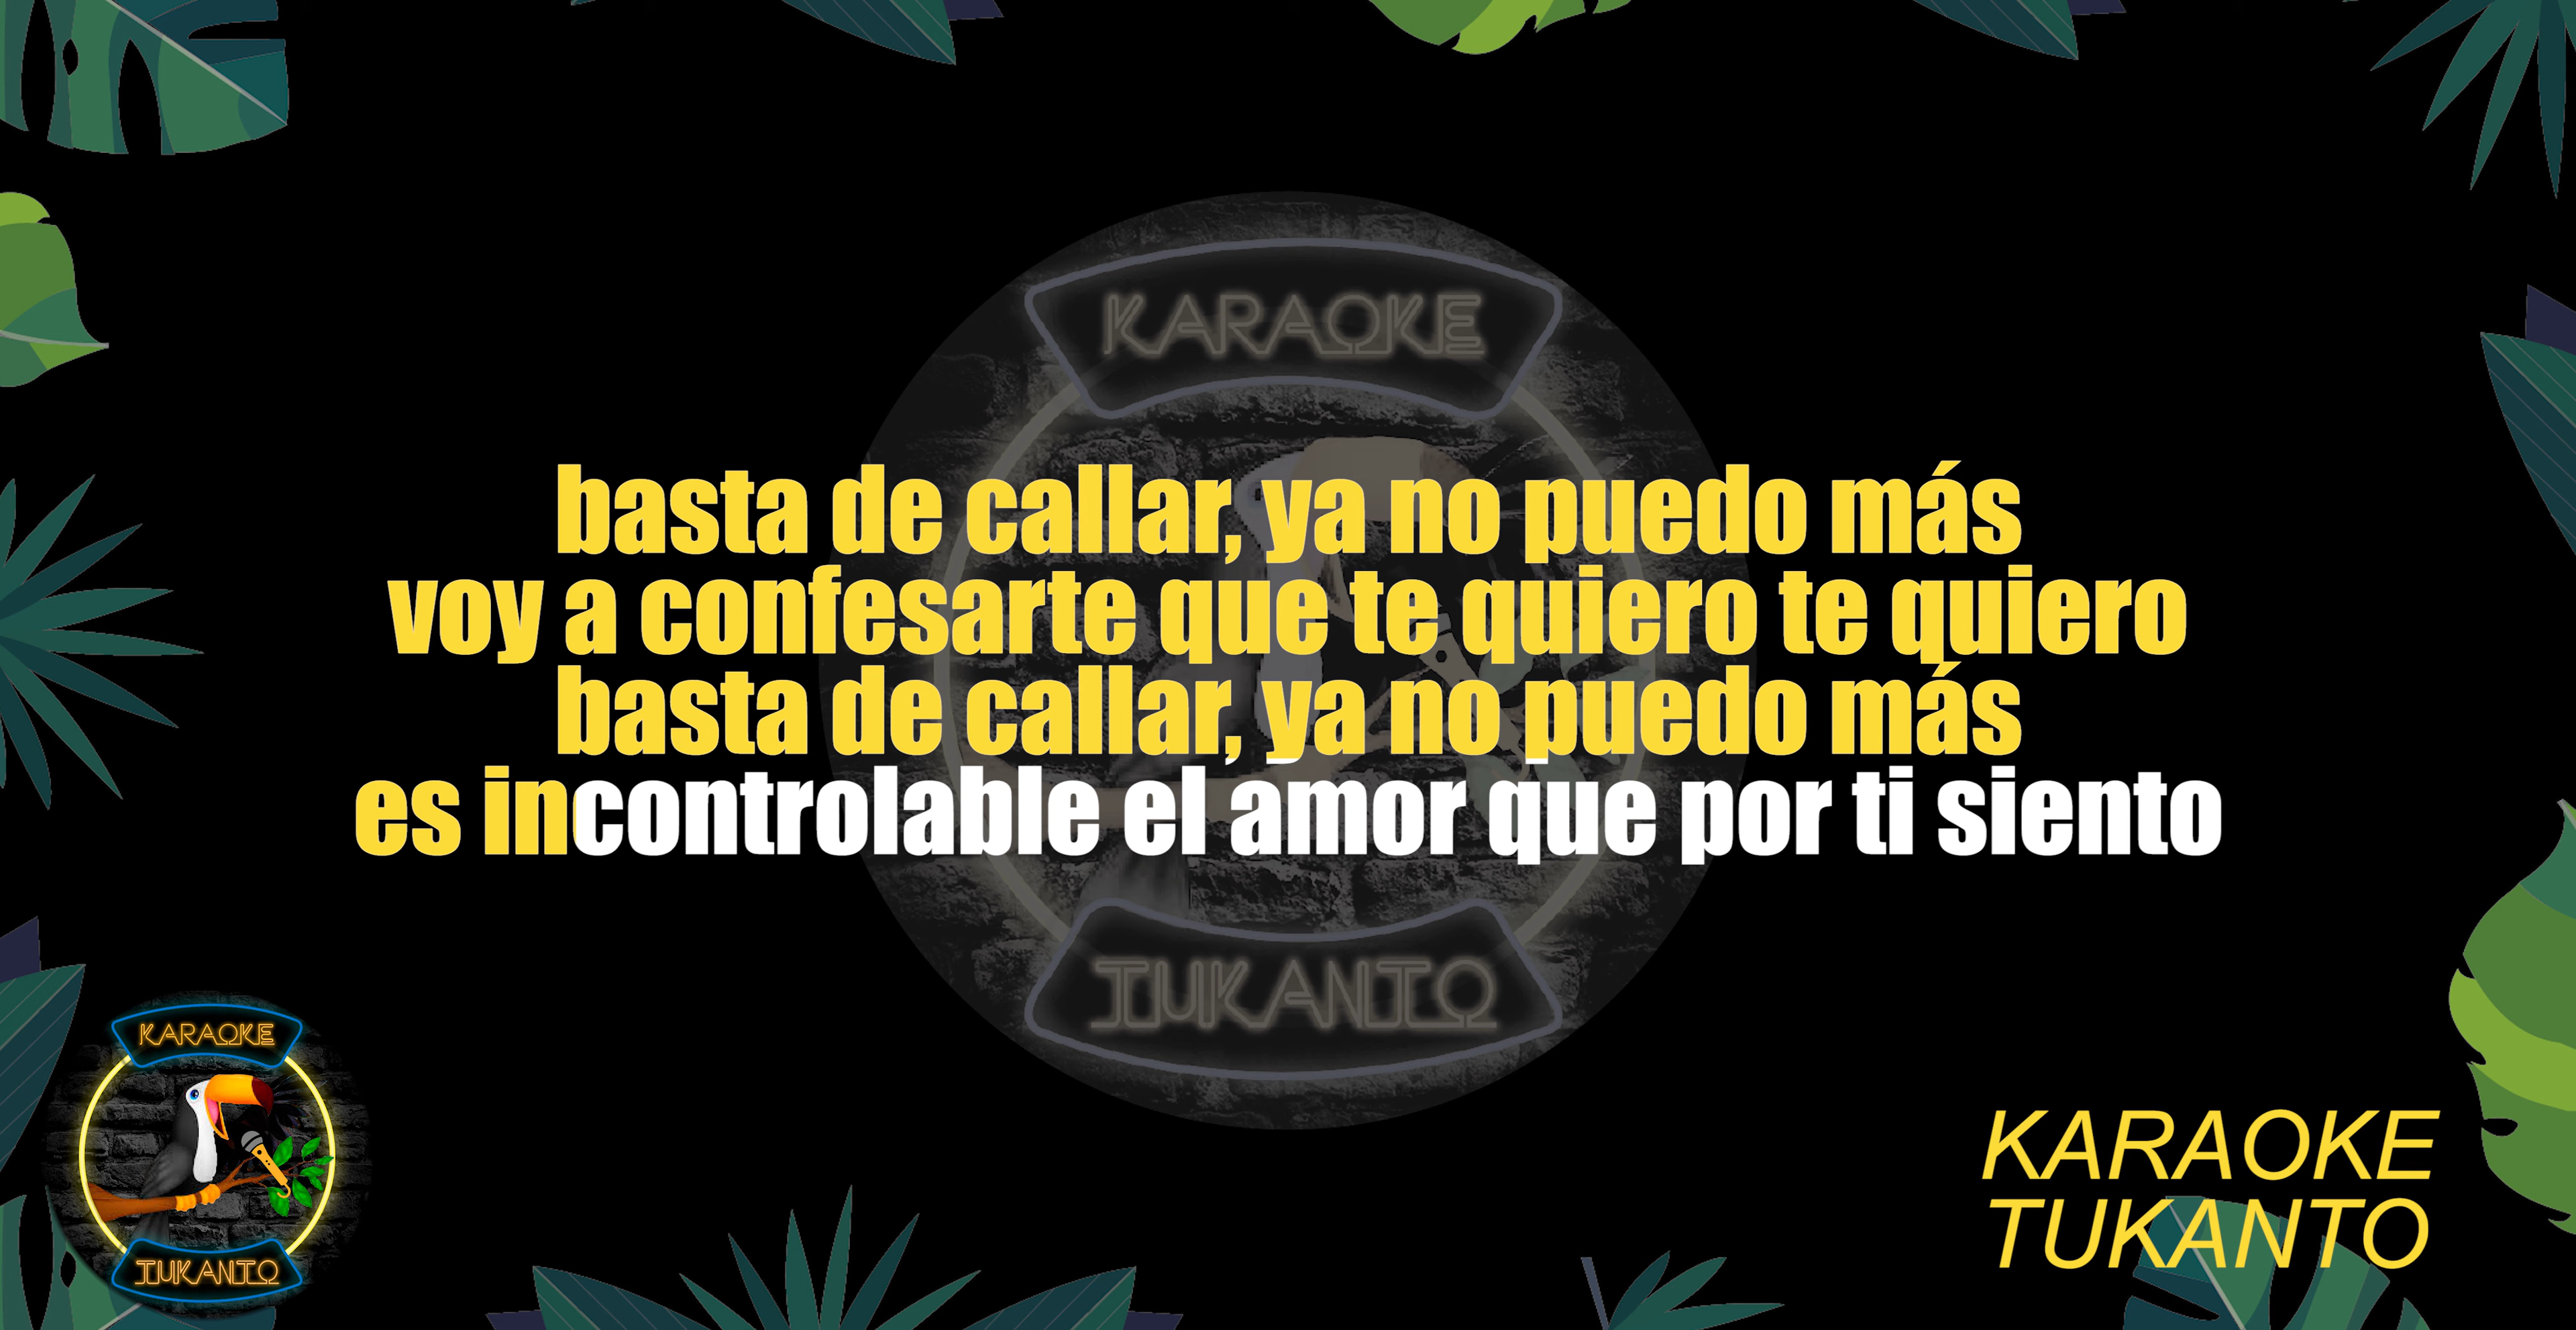 KARAOKE
basta de callar, ya no puedo más
voy a confesarte que te quiero te quiero
basta de callar, ya no puedo más
es incontrolable el amor que por ti siento
TUKANTO
KARAOKE
TUKANTO
KARAOKE
TUKANTO